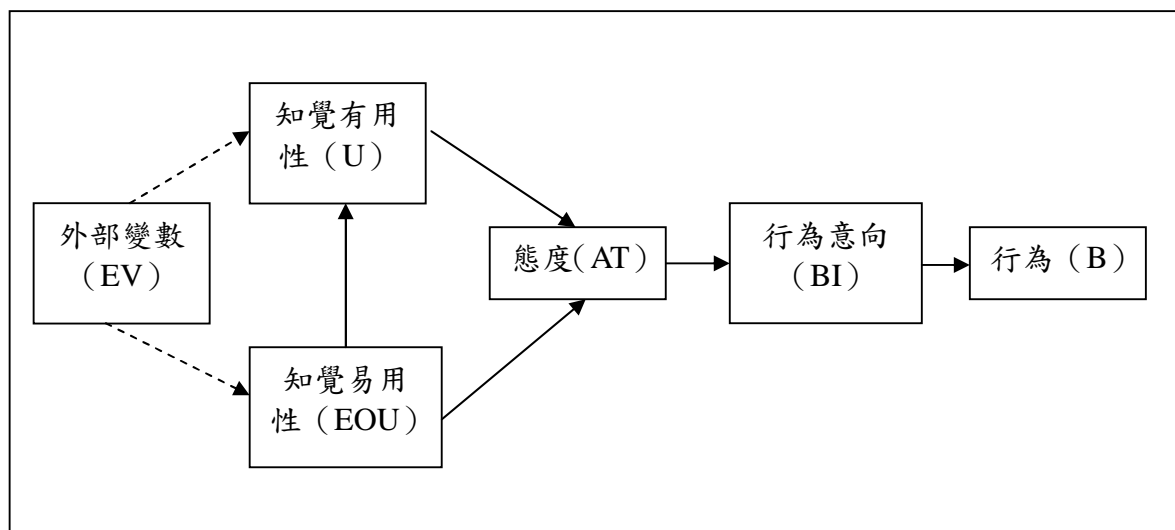 知覺有用
性（U）
外部變數
（EV）
態度(AT）
行為意向
（BI）
行為（B）
知覺易用
性（EOU）